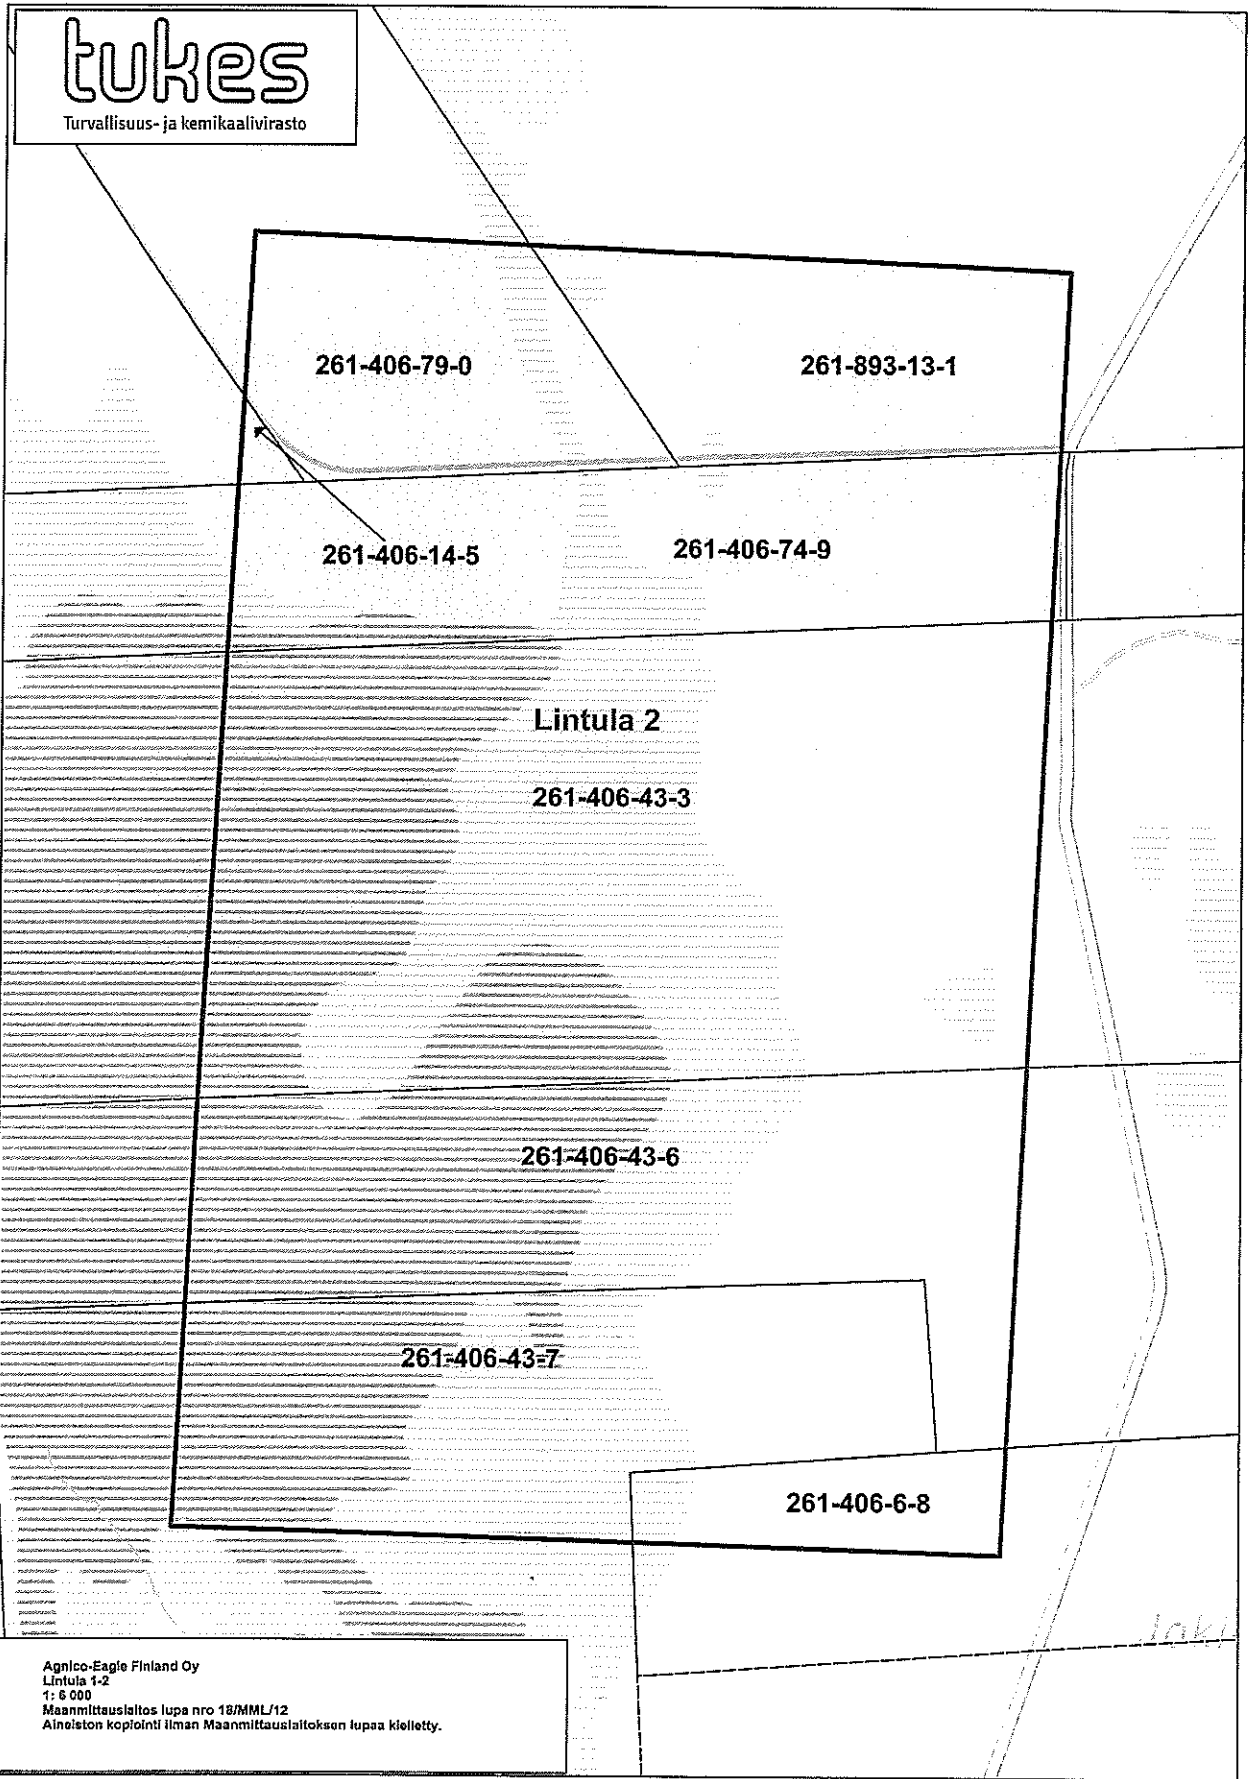 tukes
Turvallisuus- ja kemikaalivirasto
261-406-79-0
261-893-13-1
261-406-14-5
261-406-74-9
Lintula 2
261-406-43-3
261-406-43-6
261-406-43-7
261-406-6-8
Joki
Agnico-Eagle Finland Oy
Lintula 1-2
1: 6 000
Maanmittauslaitos lupa nro 18/MML/12
Aineiston kopiointi ilman Maanmittauslaitoksen lupaa kielletty.